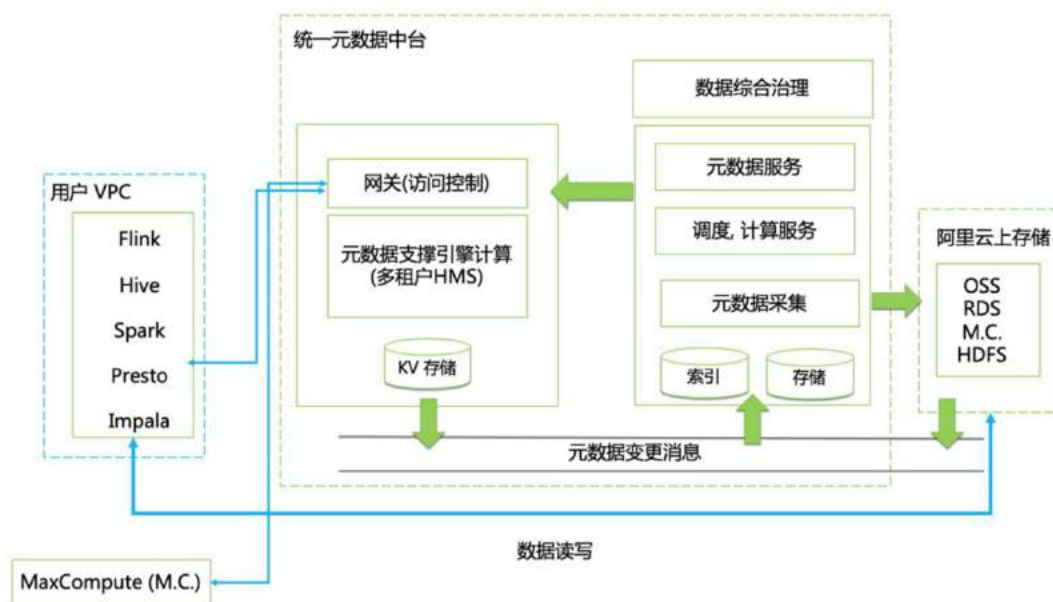 统一元数据中台
数据综合治理
网关(访问控制)
元数据支撑引擎计算
(多租户HMS)
KV 存储
元数据服务
调度, 计算服务
元数据采集
索引
存储
用户 VPC
Flink
Hive
Spark
Presto
Impala
阿里云上存储
OSS
RDS
M.C.
HDFS
元数据变更消息
数据读写
MaxCompute (M.C.)